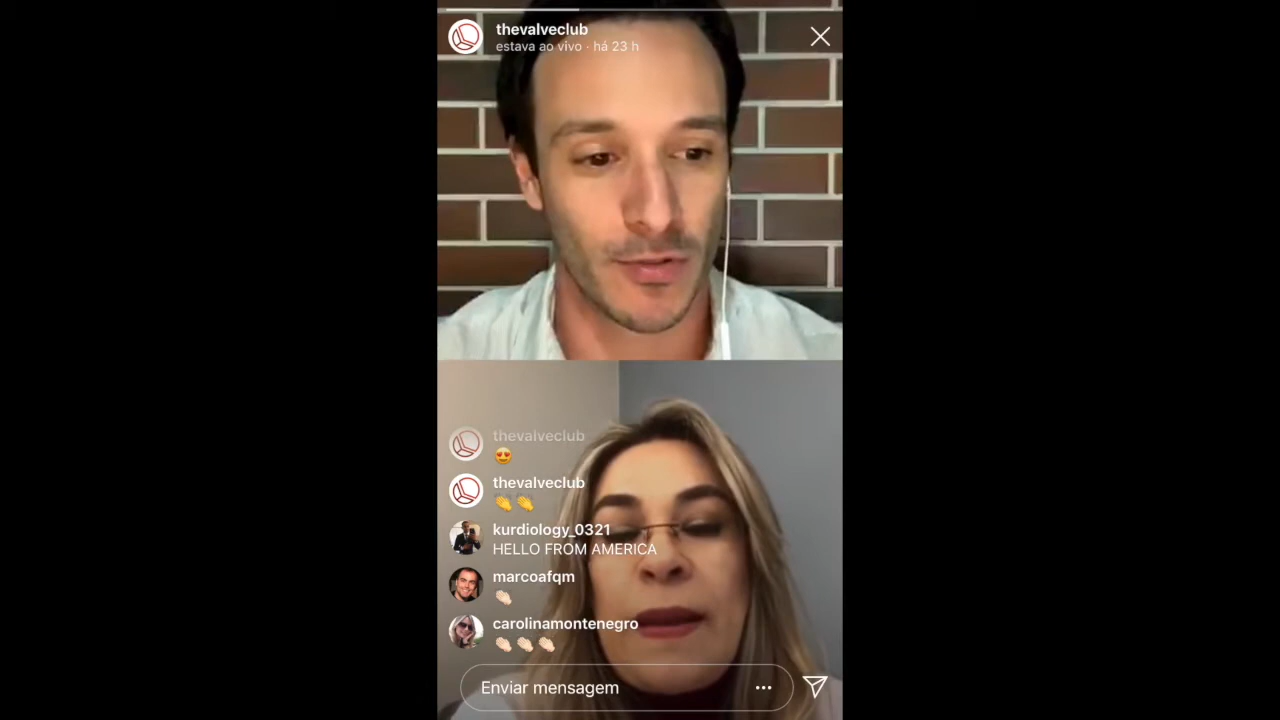 thevalveclub
estava ao vivo · há 23 h
thevalveclub
thevalveclub
kurdiology_0321
HELLO FROM AMERICA
marcoafqm
carolinamontenegro
Enviar mensagem